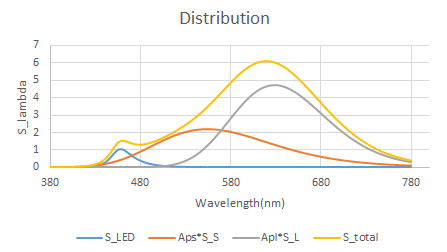 Distribution
7
6
5
4
3
2
1
0
S_lambda
380 480 580 680 780
Wavelength(nm)
S_LED Aps*S_S Apl*S_L S_total